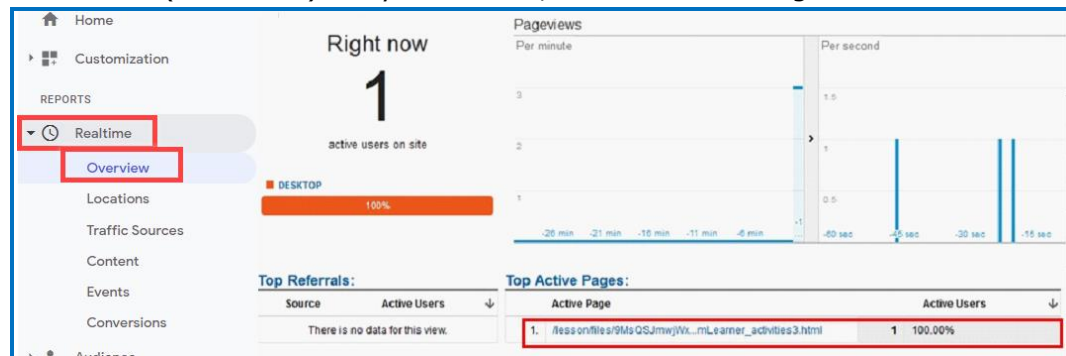 Home
Customization
REPORTS
Realtime
Overview
Locations
Traffic Sources
Content
Events
Conversions
Right now
1
active users on site
DESKTOP
100%
Pageviews
Per minute
3
2
1
-26 min -21 min -16 min -11 min -6 min
-1
Per second
1.5
1
0.5
-60 sec -45 sec -30 sec -15 sec
Top Referrals:
Source Active Users
There is no data for this view.
Top Active Pages:
Active Page Active Users
1. /lessonfiles/9MsQSJmwjWx...mLearner_activities3.html 1 100.00%